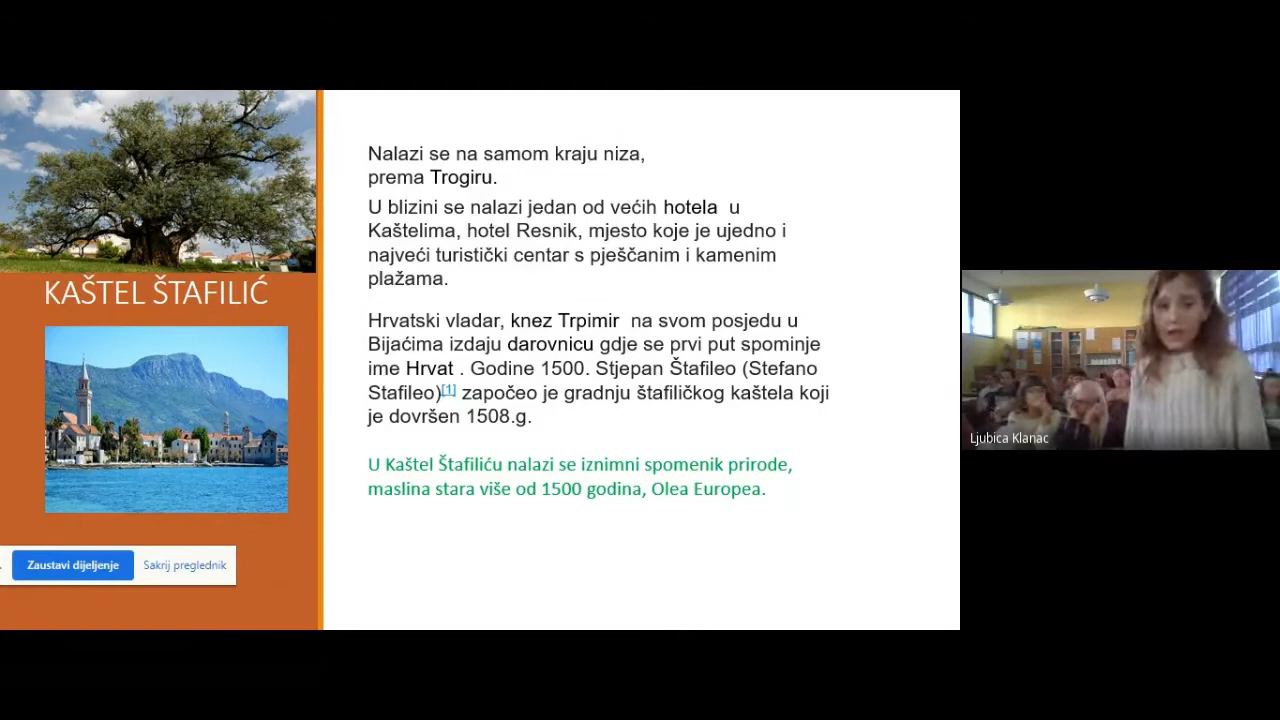 KAŠTEL ŠTAFILIĆ
Nalazi se na samom kraju niza,
prema Trogiru.
U blizini se nalazi jedan od većih hotela u
Kaštelima, hotel Resnik, mjesto koje je ujedno i
najveći turistički centar s pješčanim i kamenim
plažama.
Hrvatski vladar, knez Trpimir na svom posjedu u
Bijaćima izdaju darovnicu gdje se prvi put spominje
ime Hrvat . Godine 1500. Stjepan Štafileo (Stefano
Stafileo)[1] započeo je gradnju štafiličkog kaštela koji
je dovršen 1508.g.
U Kaštel Štafiliću nalazi se iznimni spomenik prirode,
maslina stara više od 1500 godina, Olea Europea.
Zaustavi dijeljenje
Sakrij preglednik
Ljubica Klanac